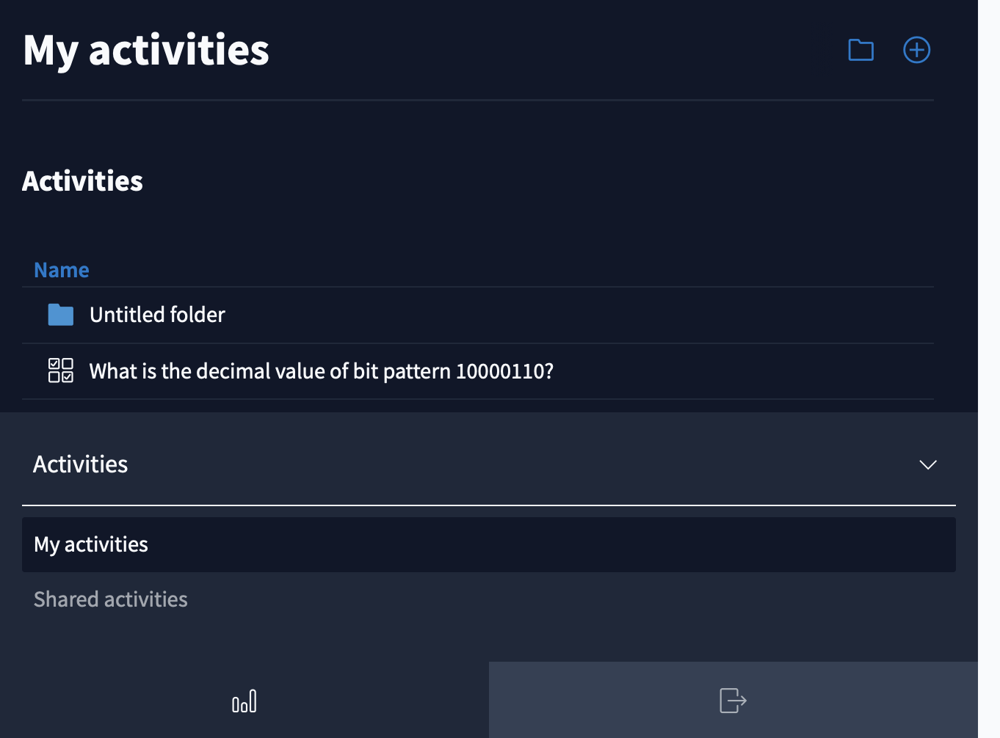 My activities
Activities
Name
Untitled folder
What is the decimal value of bit pattern 10000110?
Activities
My activities
Shared activities